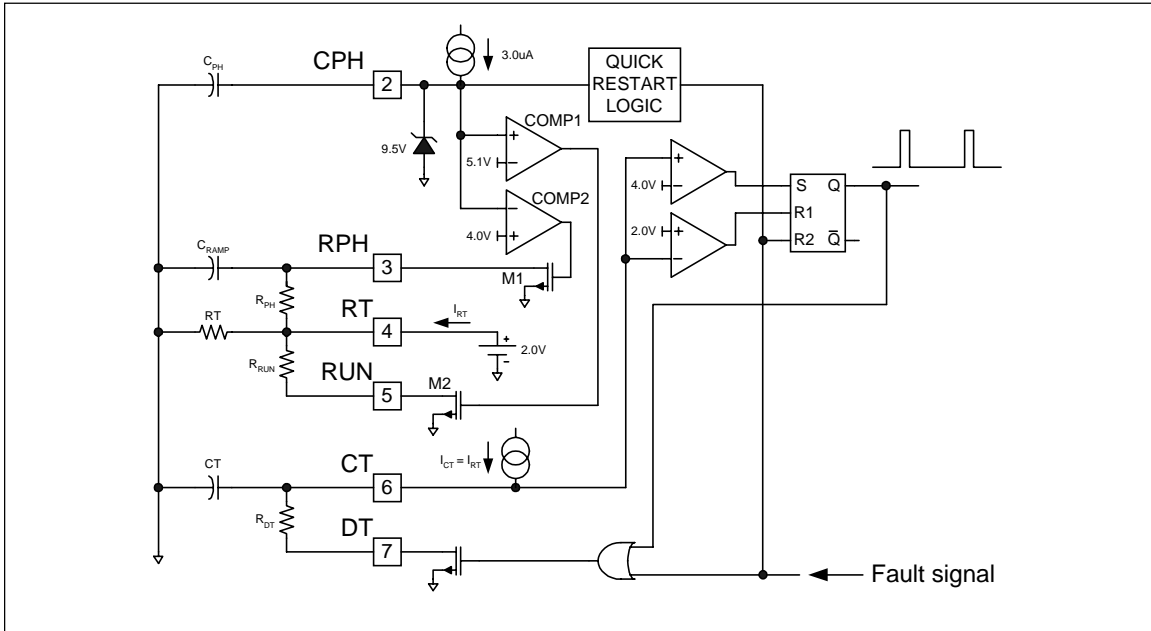 3.0uA
QUICK
RESTART
LOGIC
C_PH
CPH
2
COMP1
+
5.1V
−
9.5V
COMP2
−
4.0V
+
+
4.0V
−
2.0V
+
−
S Q
R1
R2 Q̅
C_RAMP
RPH
3
M1
R_PH
RT
RT
4
I_RT
+
2.0V
-
R_RUN
RUN
5
M2
I_CT = I_RT
CT
CT
6
R_DT
DT
7
Fault signal